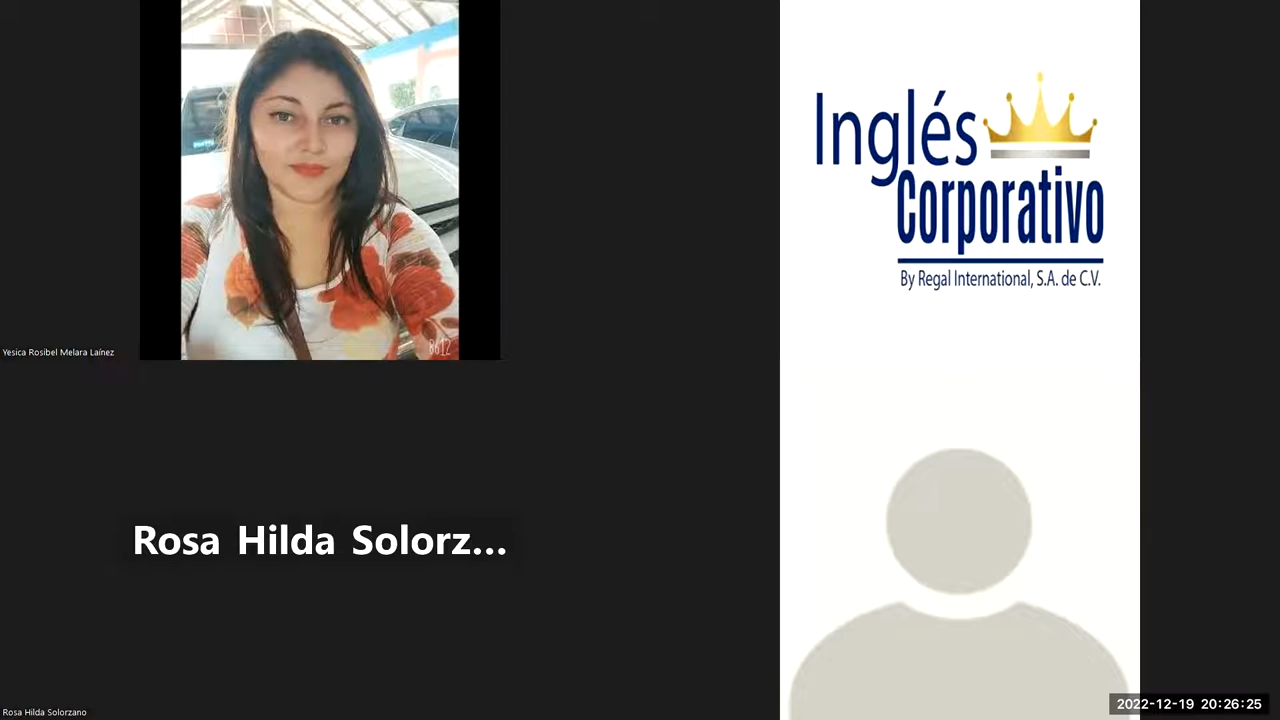 8612
Yesica Rosibel Melara Laínez
Inglés
Corporativo
By Regal International, S.A. de C.V.
Rosa Hilda Solorz...
Rosa Hilda Solorzano
2022-12-19 20:26:25